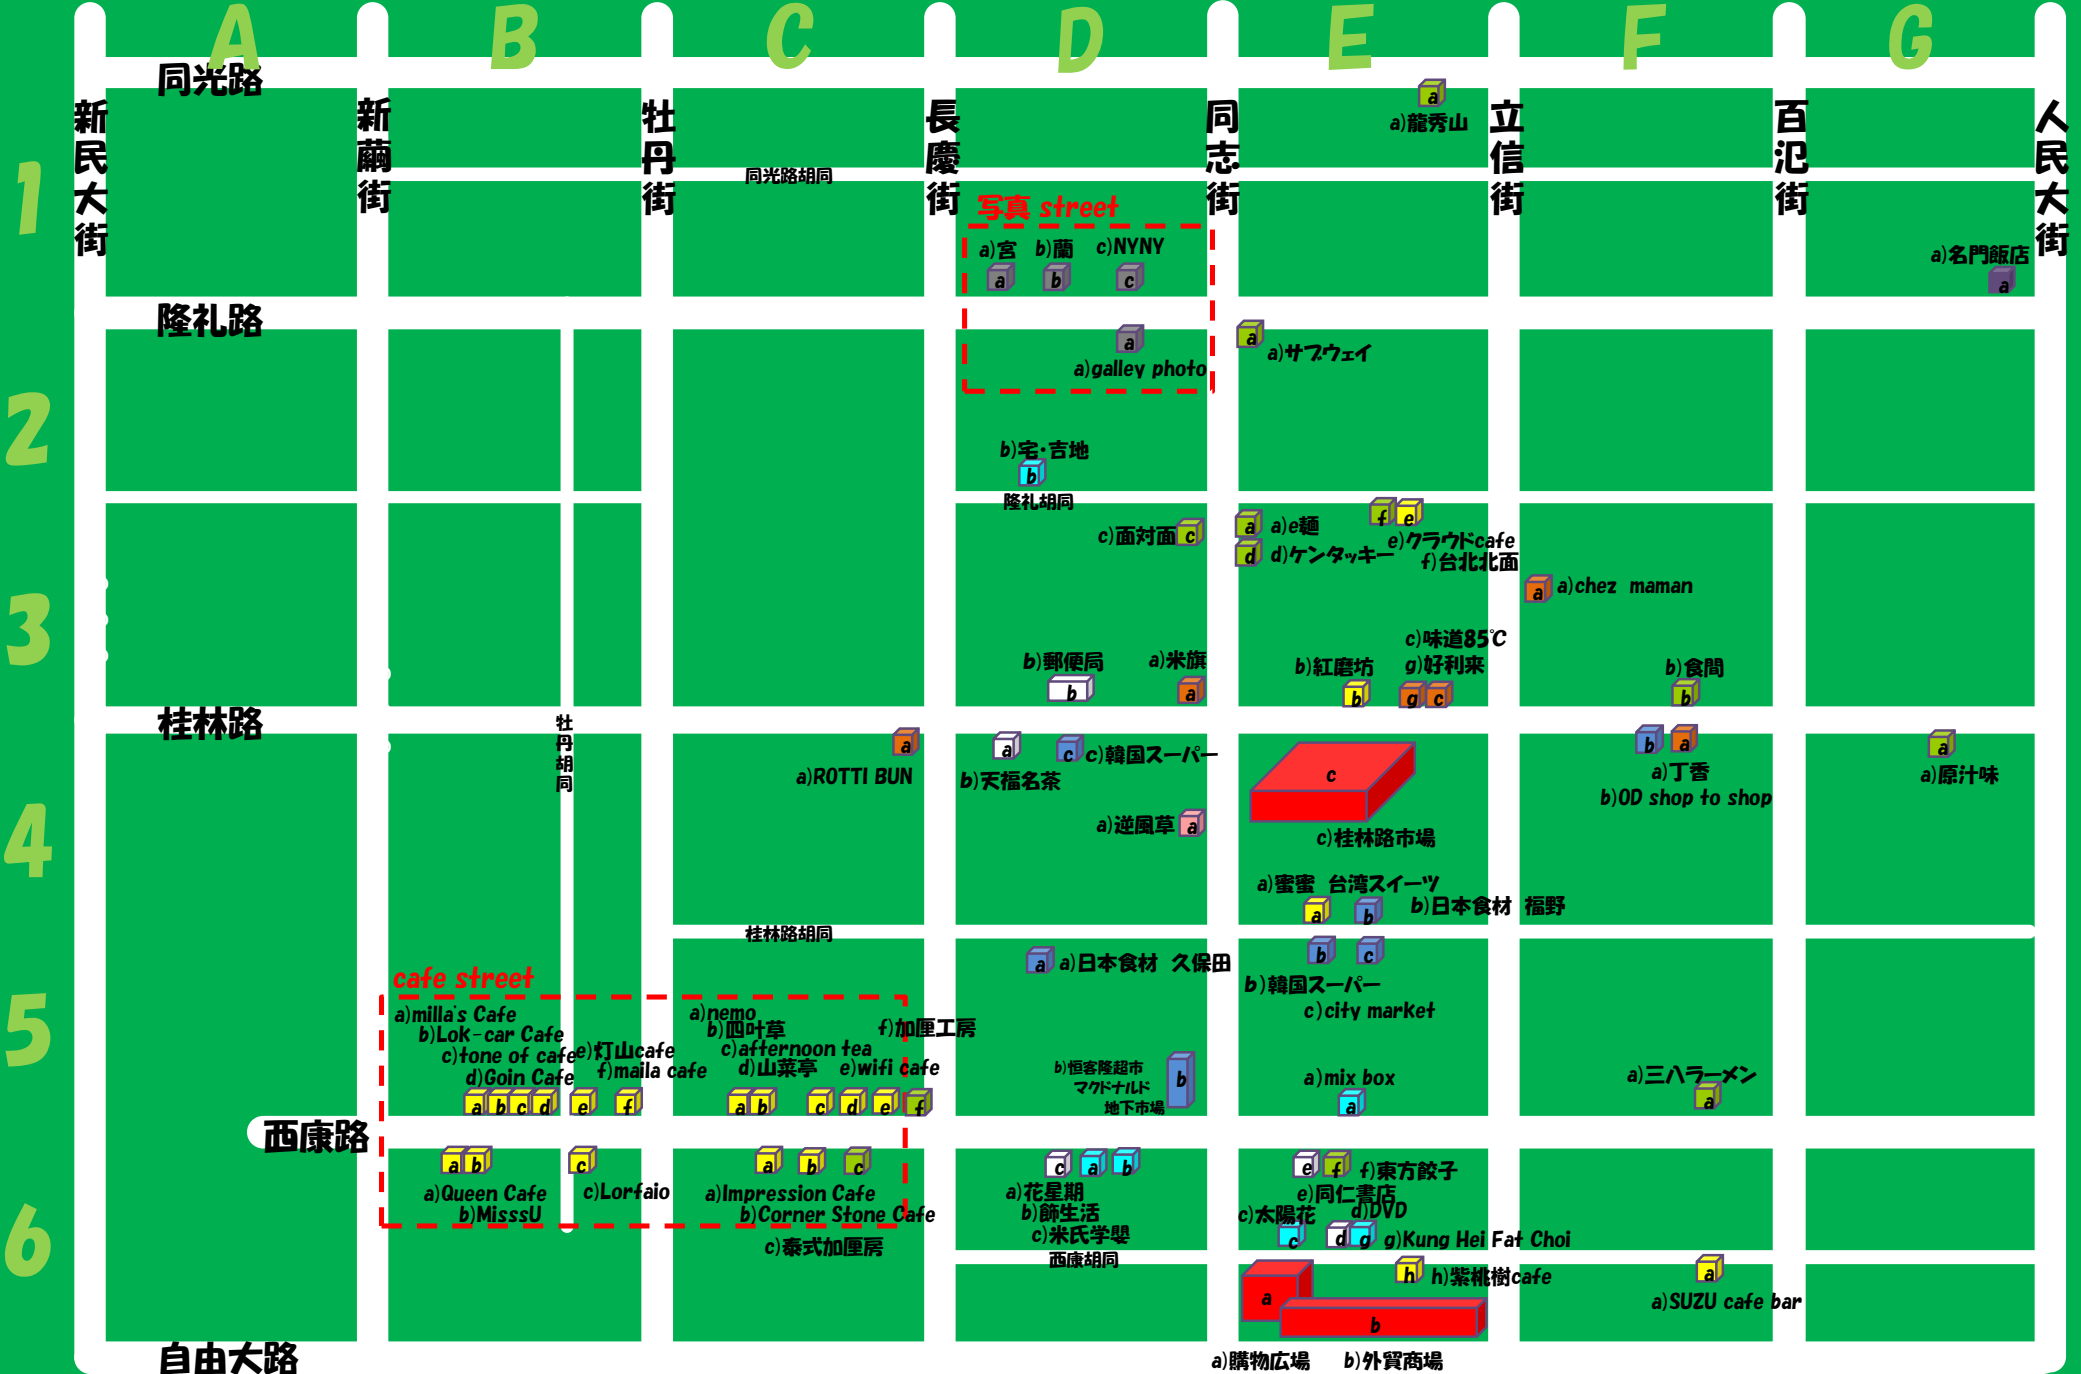 A B C D E F G
同光路
新民大街
新繭街
牡丹街
長慶街
同志街
立信街
百氾街
人民大街
a
a)龍秀山
1
同光路胡同
写真 street
a)宮 b)蘭 c)NYNY
a b c
a)名門飯店
a
隆礼路
a
a)galley photo
a
a)サブウェイ
2
b)宅·吉地
b
隆礼胡同
c)面対面
c
a
a)e麺
d
d)ケンタッキー
f e
e)クラウドcafe
f)台北北面
3
a
a)chez maman
b)郵便局
b
a)米旗
a
c)味道85℃
b)紅磨坊
g)好利来
b g c
b)食間
b
桂林路
牡丹胡同
a
a)ROTTI BUN
a
b)天福名茶
c
c)韓国スーパー
c
c)桂林路市場
b a
a)丁香
b)OD shop to shop
a
a)原汁味
4
a)逆風草
a
a)蜜蜜 台湾スイーツ
b)日本食材 福野
a b
桂林路胡同
a
a)日本食材 久保田
b c
b)韓国スーパー
c)city market
5
cafe street
a)milla's Cafe
b)Lok-car Cafe
c)tone of cafe
d)Goin Cafe
e)灯山cafe
f)maila cafe
a b c d e f
a)nemo
b)四叶草
c)afternoon tea
d)山菜亭
e)wifi cafe
f)加厘工房
a b c d e f
b)恒客隆超市
マクドナルド
地下市場
b
a)mix box
a
a)三八ラーメン
a
西康路
a b c
a)Queen Cafe
b)MisssU
c)Lorfaio
a b c
a)Impression Cafe
b)Corner Stone Cafe
c)泰式加厘房
c a b
a)花星期
b)飾生活
c)米氏学嬰
西康胡同
e f
f)東方餃子
e)同仁書店
c)太陽花
d)DVD
c d g
g)Kung Hei Fat Choi
h
h)紫桃樹cafe
6
a
b
a
a)SUZU cafe bar
自由大路
a)購物広場
b)外貿商場